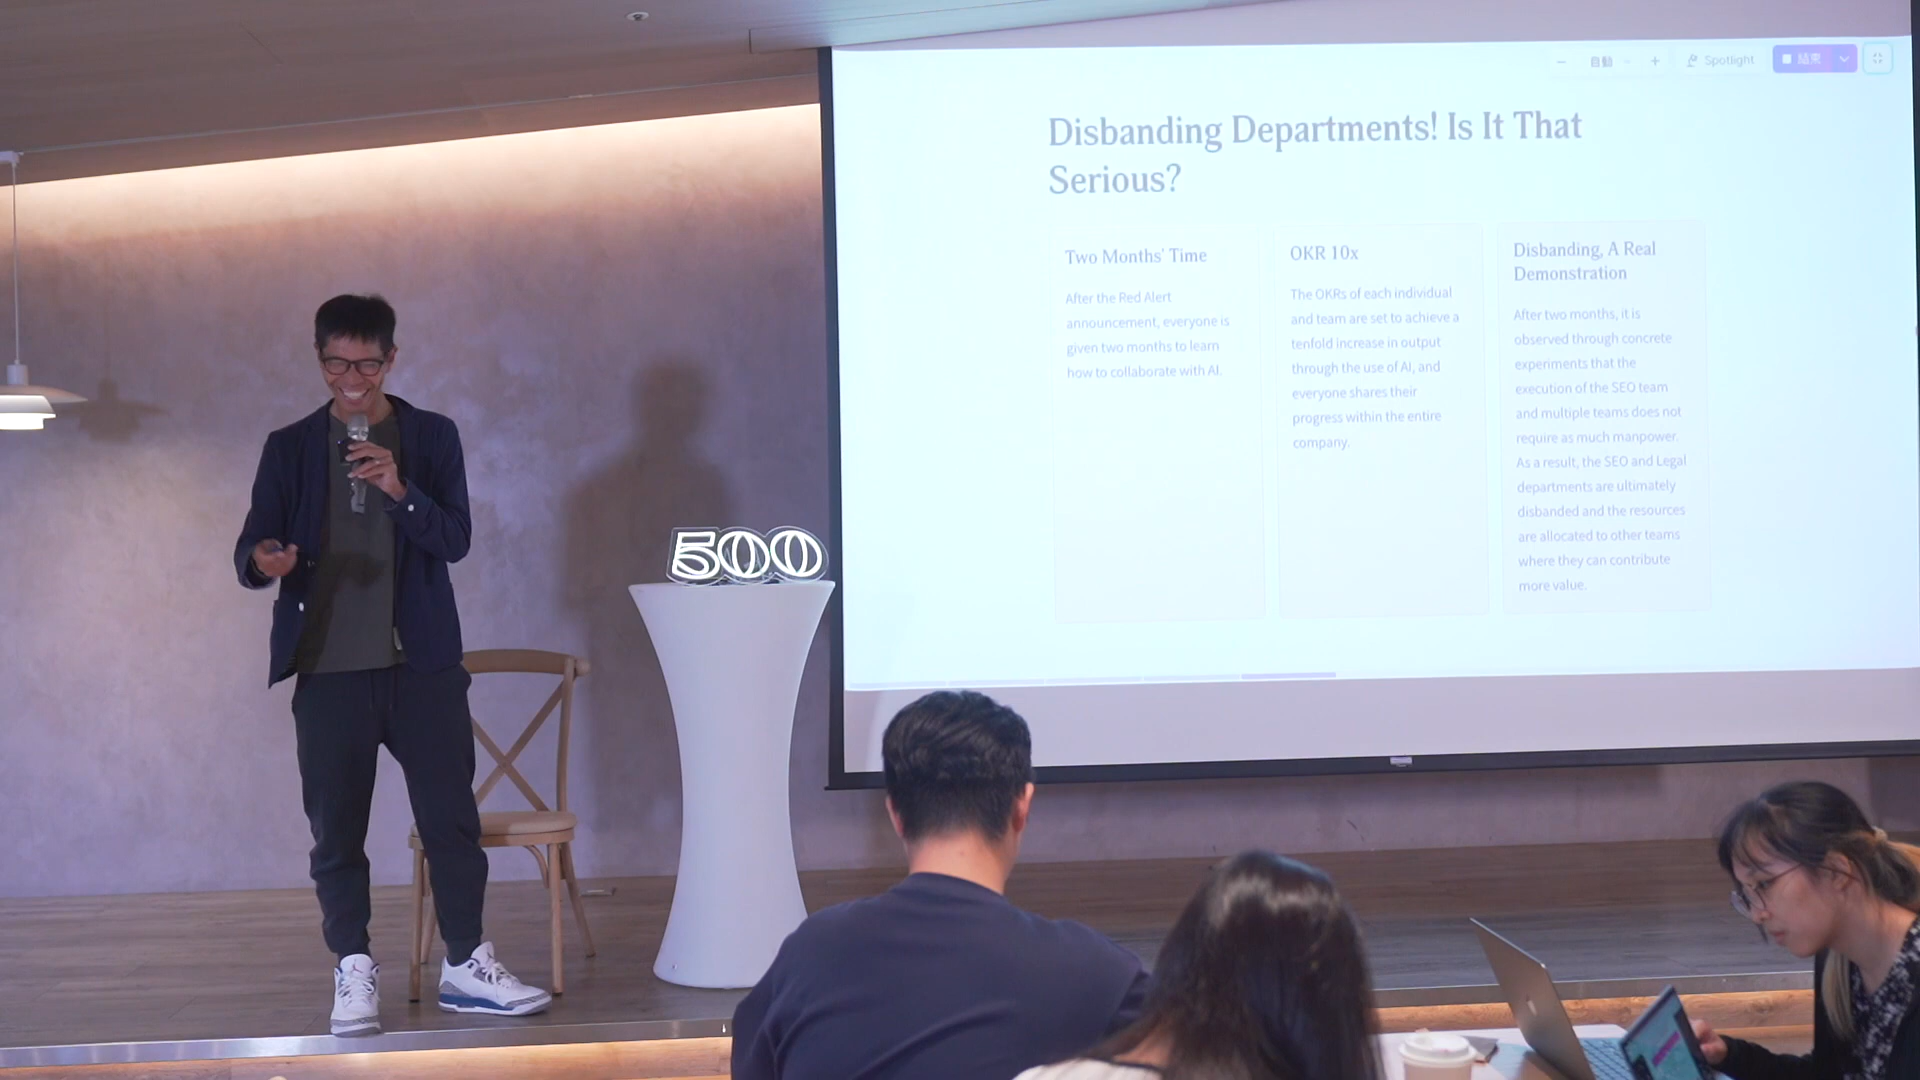 自動
Spotlight
結束
Disbanding Departments! Is It That
Serious?
Two Months' Time
After the Red Alert
announcement, everyone is
given two months to learn
how to collaborate with AI.
OKR 10x
The OKRs of each individual
and team are set to achieve a
tenfold increase in output
through the use of AI, and
everyone shares their
progress within the entire
company.
Disbanding, A Real
Demonstration
After two months, it is
observed through concrete
experiments that the
execution of the SEO team
and multiple teams does not
require as much manpower.
As a result, the SEO and Legal
departments are ultimately
disbanded and the resources
are allocated to other teams
where they can contribute
more value.
500